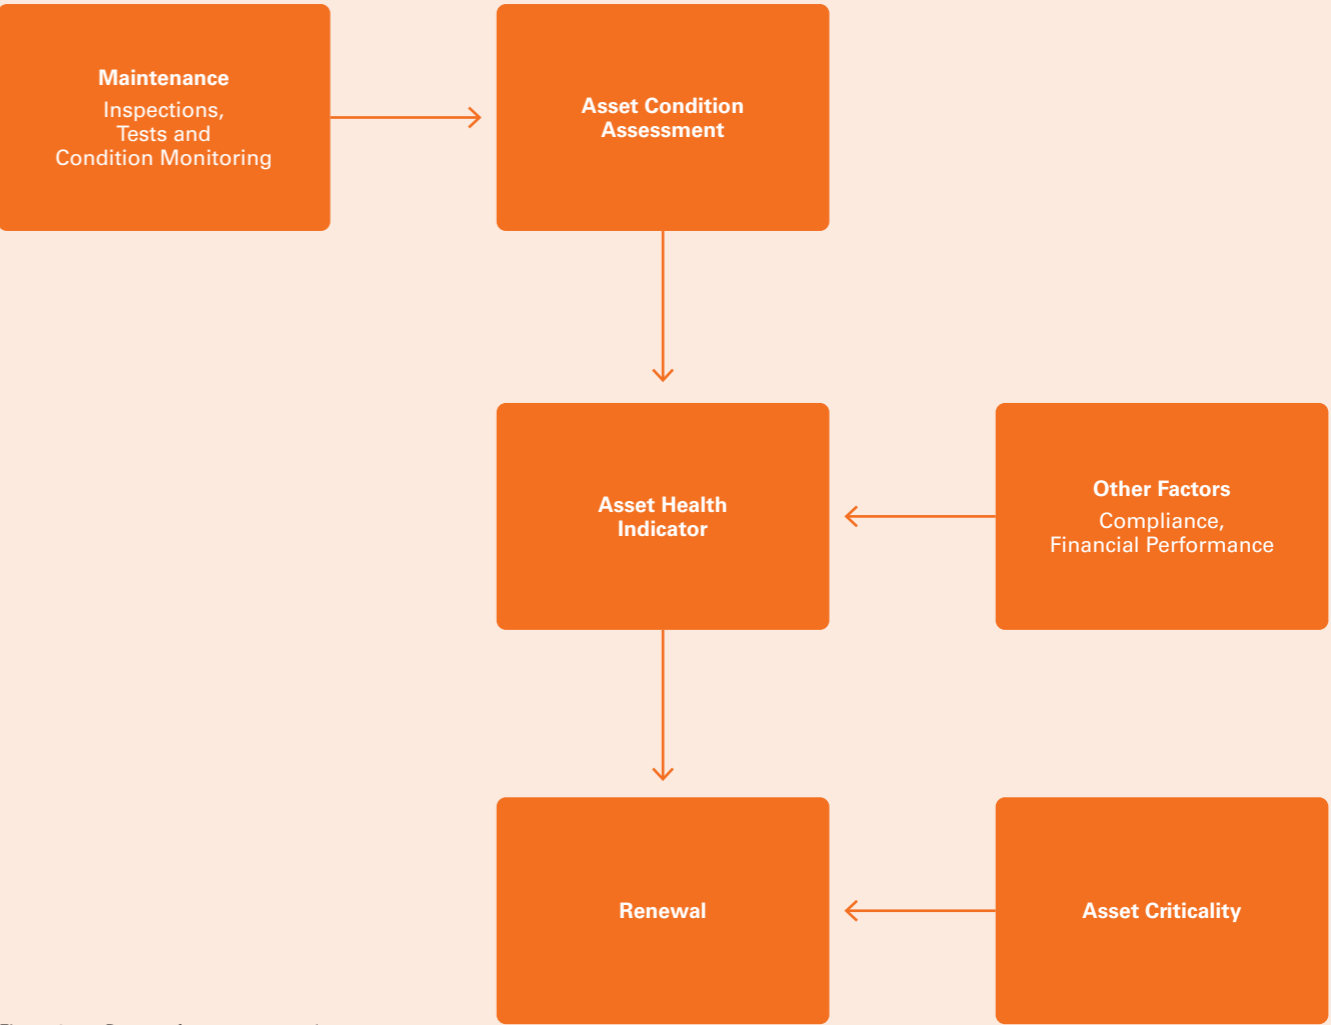 Maintenance
Inspections,
Tests and
Condition Monitoring
Asset Condition
Assessment
Asset Health
Indicator
Other Factors
Compliance,
Financial Performance
Renewal
Asset Criticality